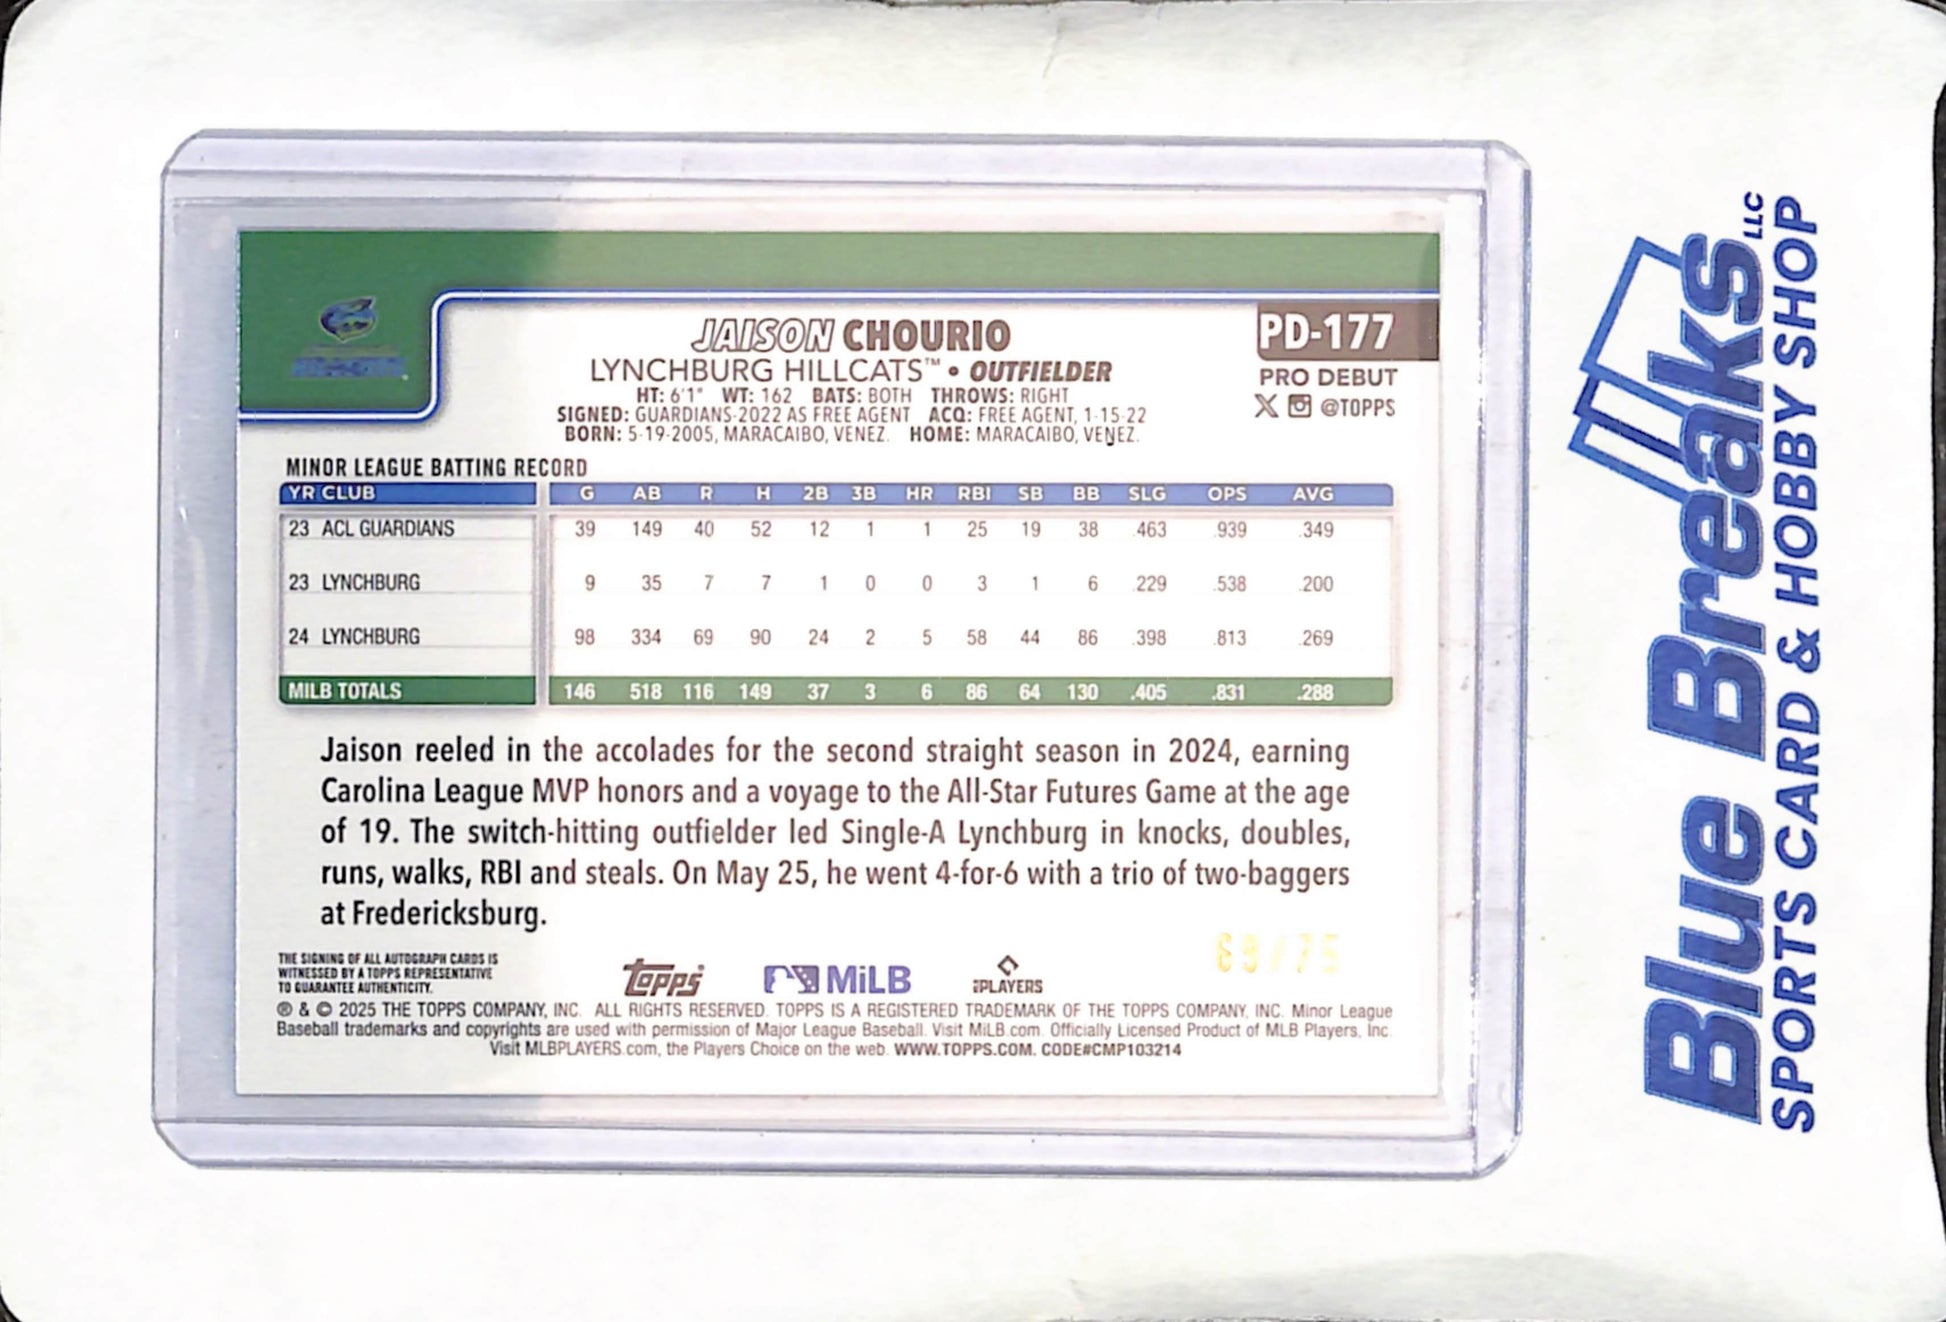 JAISON CHOURIO
LYNCHBURG HILLCATS™ • OUTFIELDER
HT: 6'1" WT: 162 BATS: BOTH THROWS: RIGHT
SIGNED: GUARDIANS-2022 AS FREE AGENT ACQ: FREE AGENT, 1-15-22
BORN: 5-19-2005, MARACAIBO, VENEZ. HOME: MARACAIBO, VENEZ.
PD-177
PRO DEBUT
X @TOPPS
MINOR LEAGUE BATTING RECORD
YR CLUB G AB R H 2B 3B HR RBI SB BB SLG OPS AVG
23 ACL GUARDIANS 39 149 40 52 12 1 1 25 19 38 .463 .939 .349
23 LYNCHBURG 9 35 7 7 1 0 0 3 1 6 .229 .538 .200
24 LYNCHBURG 98 334 69 90 24 2 5 58 44 86 .398 .813 .269
MILB TOTALS 146 518 116 149 37 3 6 86 64 130 .405 .831 .288
Jaison reeled in the accolades for the second straight season in 2024, earning
Carolina League MVP honors and a voyage to the All-Star Futures Game at the age
of 19. The switch-hitting outfielder led Single-A Lynchburg in knocks, doubles,
runs, walks, RBI and steals. On May 25, he went 4-for-6 with a trio of two-baggers
at Fredericksburg.
69/75
THE SIGNING OF ALL AUTOGRAPH CARDS IS
WITNESSED BY A TOPPS REPRESENTATIVE
TO GUARANTEE AUTHENTICITY.
topps MiLB PLAYERS
® & © 2025 THE TOPPS COMPANY, INC. ALL RIGHTS RESERVED. TOPPS IS A REGISTERED TRADEMARK OF THE TOPPS COMPANY, INC. Minor League
Baseball trademarks and copyrights are used with permission of Major League Baseball. Visit MiLB.com. Officially Licensed Product of MLB Players, Inc.
Visit MLBPLAYERS.com, the Players Choice on the web. WWW.TOPPS.COM. CODE#CMP103214
Blue Breaks LLC
SPORTS CARD & HOBBY SHOP